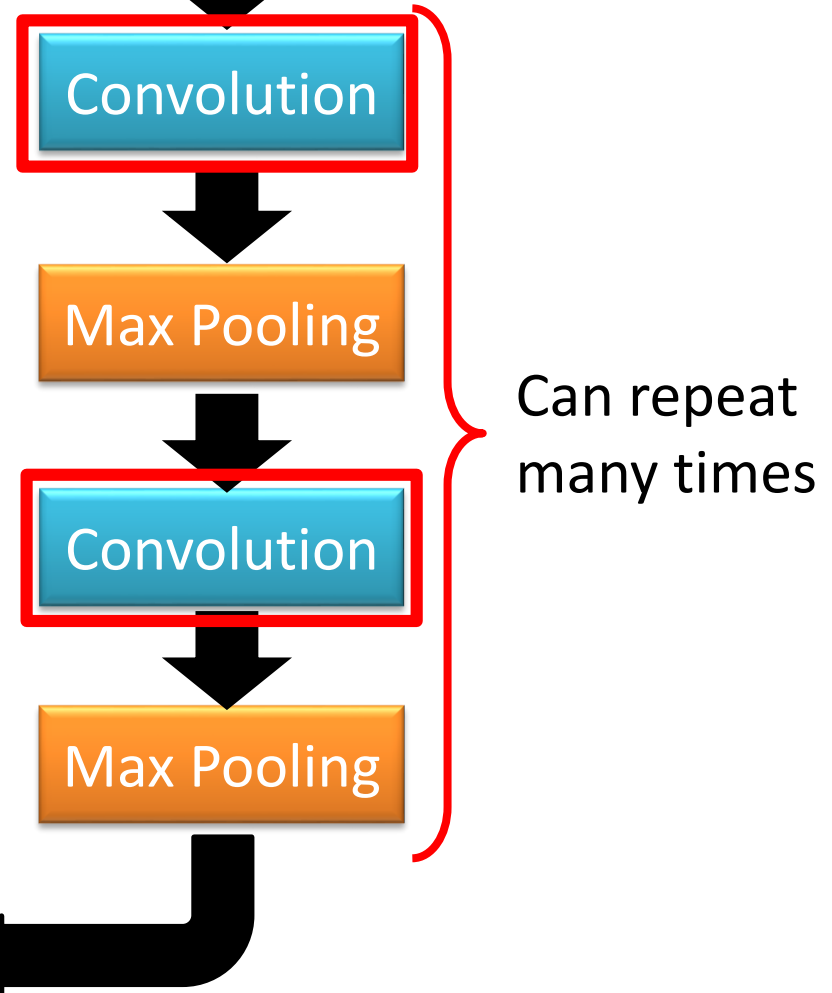 Convolution
Max Pooling
Can repeat
many times
Convolution
Max Pooling